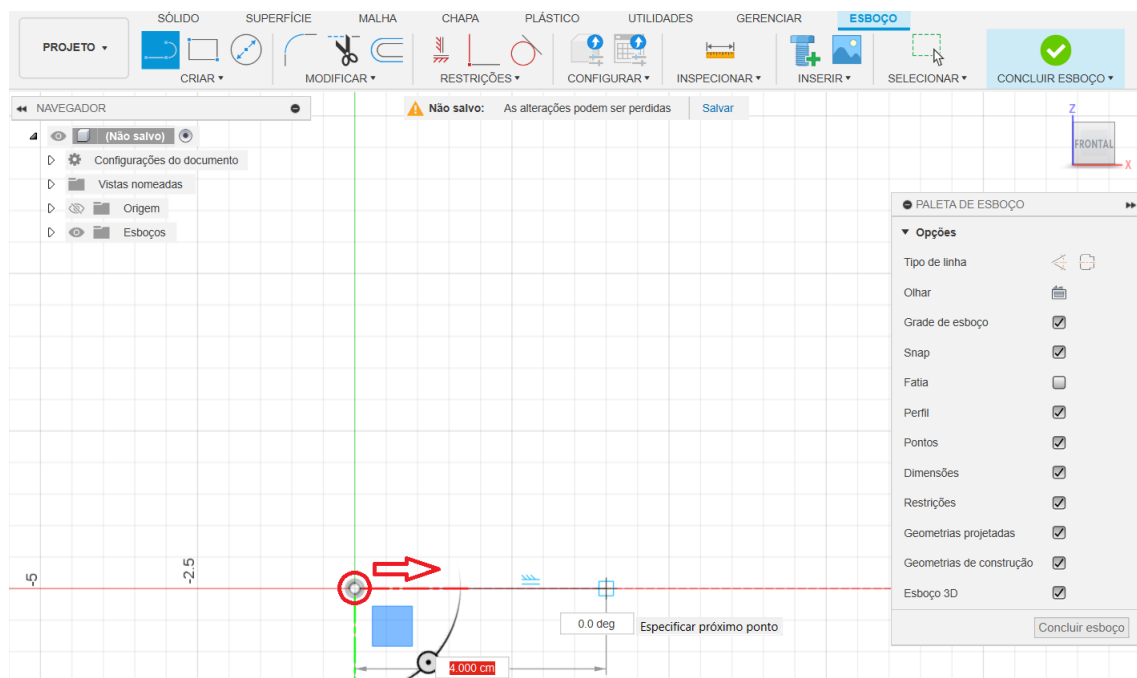 SÓLIDO SUPERFÍCIE MALHA CHAPA PLÁSTICO UTILIDADES GERENCIAR ESBOÇO
PROJETO
CRIAR MODIFICAR RESTRIÇÕES CONFIGURAR INSPECIONAR INSERIR SELECIONAR CONCLUIR ESBOÇO
NAVEGADOR
Não salvo: As alterações podem ser perdidas Salvar
(Não salvo)
Configurações do documento
Vistas nomeadas
Origem
Esboços
Z
FRONTAL
X
PALETA DE ESBOÇO
Opções
Tipo de linha
Olhar
Grade de esboço
Snap
Fatia
Perfil
Pontos
Dimensões
Restrições
Geometrias projetadas
Geometrias de construção
Esboço 3D
Concluir esboço
-5
-2.5
0.0 deg
Especificar próximo ponto
4.000 cm